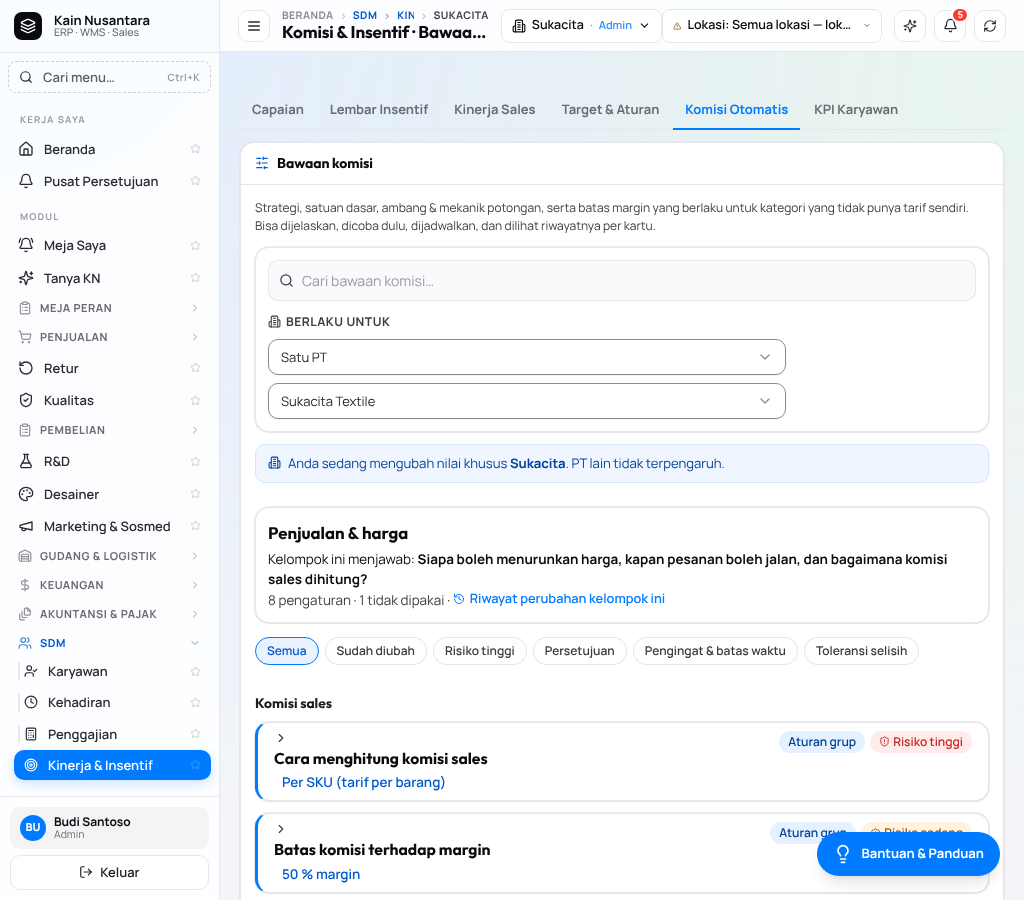 Kain Nusantara
ERP · WMS · Sales
Cari menu... Ctrl+K
KERJA SAYA
Beranda
Pusat Persetujuan
MODUL
Meja Saya
Tanya KN
MEJA PERAN
PENJUALAN
Retur
Kualitas
PEMBELIAN
R&D
Desainer
Marketing & Sosmed
GUDANG & LOGISTIK
KEUANGAN
AKUNTANSI & PAJAK
SDM
Karyawan
Kehadiran
Penggajian
Kinerja & Insentif
BU
Budi Santoso
Admin
Keluar
BERANDA > SDM > KIN > SUKACITA
Komisi & Insentif · Bawaa...
Sukacita · Admin
Lokasi: Semua lokasi — lok...
5
Capaian Lembar Insentif Kinerja Sales Target & Aturan Komisi Otomatis KPI Karyawan
Bawaan komisi
Strategi, satuan dasar, ambang & mekanik potongan, serta batas margin yang berlaku untuk kategori yang tidak punya tarif sendiri.
Bisa dijelaskan, dicoba dulu, dijadwalkan, dan dilihat riwayatnya per kartu.
Cari bawaan komisi...
BERLAKU UNTUK
Satu PT
Sukacita Textile
Anda sedang mengubah nilai khusus Sukacita. PT lain tidak terpengaruh.
Penjualan & harga
Kelompok ini menjawab: Siapa boleh menurunkan harga, kapan pesanan boleh jalan, dan bagaimana komisi
sales dihitung?
8 pengaturan · 1 tidak dipakai · Riwayat perubahan kelompok ini
Semua Sudah diubah Risiko tinggi Persetujuan Pengingat & batas waktu Toleransi selisih
Komisi sales
Aturan grup Risiko tinggi
Cara menghitung komisi sales
Per SKU (tarif per barang)
Aturan grup Risiko sedang
Batas komisi terhadap margin
50 % margin
Bantuan & Panduan